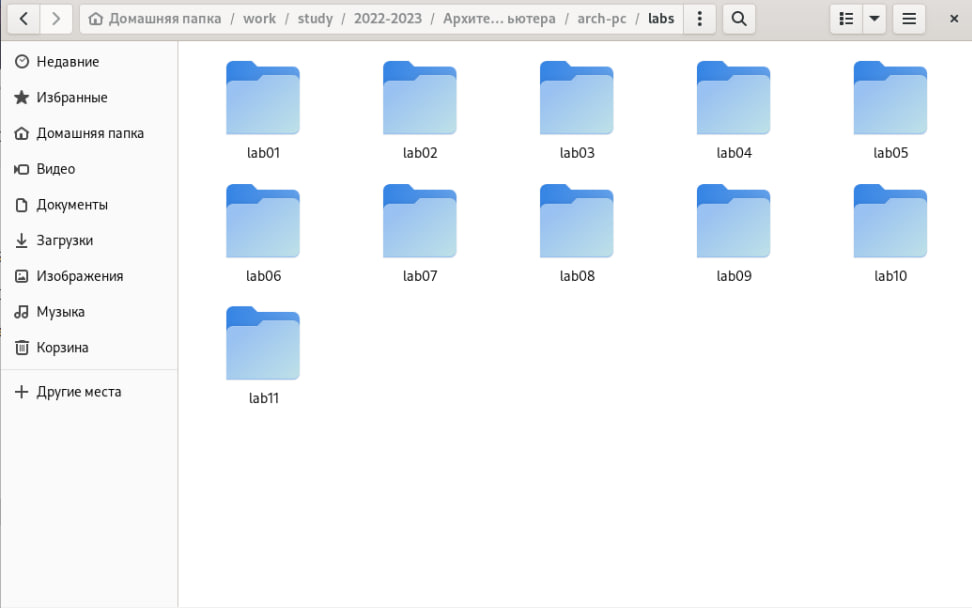 Домашняя папка / work / study / 2022-2023 / Архите… ьютера / arch-pc / labs
Недавние
Избранные
Домашняя папка
Видео
Документы
Загрузки
Изображения
Музыка
Корзина
Другие места
lab01 lab02 lab03 lab04 lab05
lab06 lab07 lab08 lab09 lab10
lab11